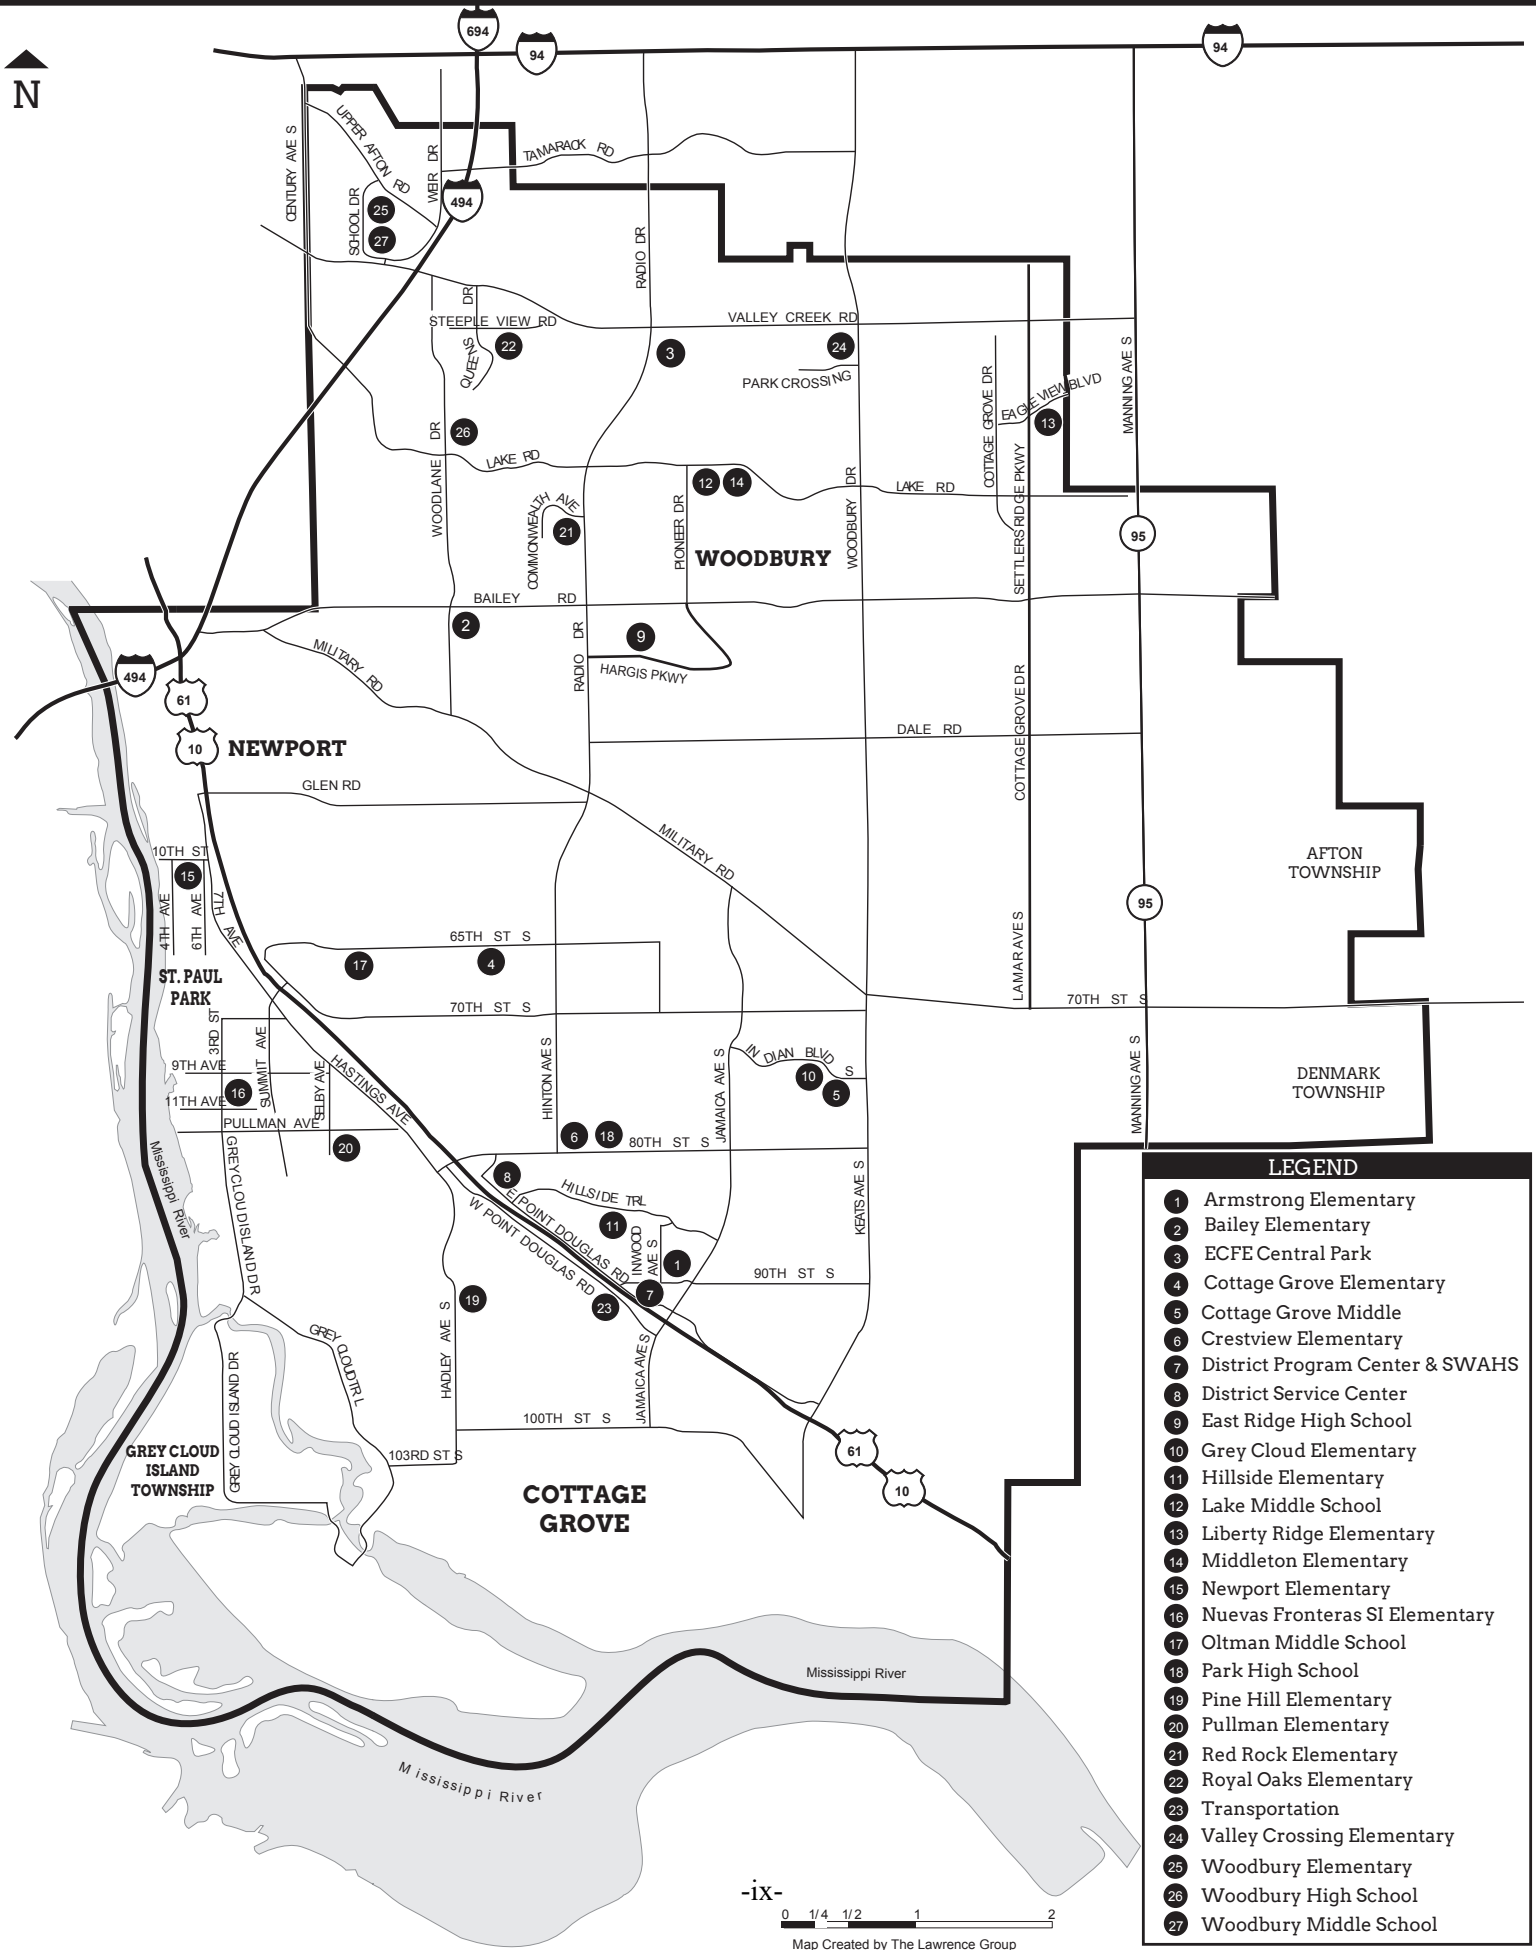 694
94
94
N
UPPER AFTON RD
CENTURY AVE S
WEIR DR
TAMARACK RD
494
SCHOOL DR
25
27
RADIO DR
DR
STEEPLE VIEW RD
VALLEY CREEK RD
QUEENS
22
3
24
PARK CROSSING
MANNING AVE S
COTTAGE GROVE DR
EAGLE VIEW BLVD
13
DR
26
LAKE RD
WOODLANE
12
14
WOODBURY DR
LAKE RD
COMMONWEALTH AVE
21
PIONEER DR
WOODBURY
SETTLERS RIDGE PKWY
95
BAILEY RD
2
9
MILITARY RD
RADIO DR
HARGIS PKWY
494
61
10
NEWPORT
COTTAGE GROVE DR
DALE RD
GLEN RD
MILITARY RD
10TH ST
15
4TH AVE
6TH AVE
7TH AVE
AFTON
TOWNSHIP
95
65TH ST S
17
4
LAMAR AVE S
ST. PAUL
PARK
70TH ST S
70TH ST S
3RD ST
SUMMIT AVE
9TH AVE
16
11TH AVE
SELBY AVE
HASTINGS AVE
HINTON AVE S
JAMAICA AVE S
INDIAN BLVD S
10
5
MANNING AVE S
DENMARK
TOWNSHIP
PULLMAN AVE
20
6
18
80TH ST S
Mississippi River
GREY CLOUD ISLAND DR
8
HILLSIDE TRL
E POINT DOUGLAS RD
W POINT DOUGLAS RD
11
INWOOD
AVE S
1
KEATS AVE S
90TH ST S
7
23
19
HADLEY AVE S
GREY CLOUD TRL
GREY CLOUD ISLAND DR
JAMAICA AVE S
100TH ST S
103RD ST S
61
10
GREY CLOUD
ISLAND
TOWNSHIP
COTTAGE
GROVE
Mississippi River
Mississippi River
LEGEND
1 Armstrong Elementary
2 Bailey Elementary
3 ECFE Central Park
4 Cottage Grove Elementary
5 Cottage Grove Middle
6 Crestview Elementary
7 District Program Center & SWAHS
8 District Service Center
9 East Ridge High School
10 Grey Cloud Elementary
11 Hillside Elementary
12 Lake Middle School
13 Liberty Ridge Elementary
14 Middleton Elementary
15 Newport Elementary
16 Nuevas Fronteras SI Elementary
17 Oltman Middle School
18 Park High School
19 Pine Hill Elementary
20 Pullman Elementary
21 Red Rock Elementary
22 Royal Oaks Elementary
23 Transportation
24 Valley Crossing Elementary
25 Woodbury Elementary
26 Woodbury High School
27 Woodbury Middle School
-ix-
0 1/4 1/2 1 2
Map Created by The Lawrence Group